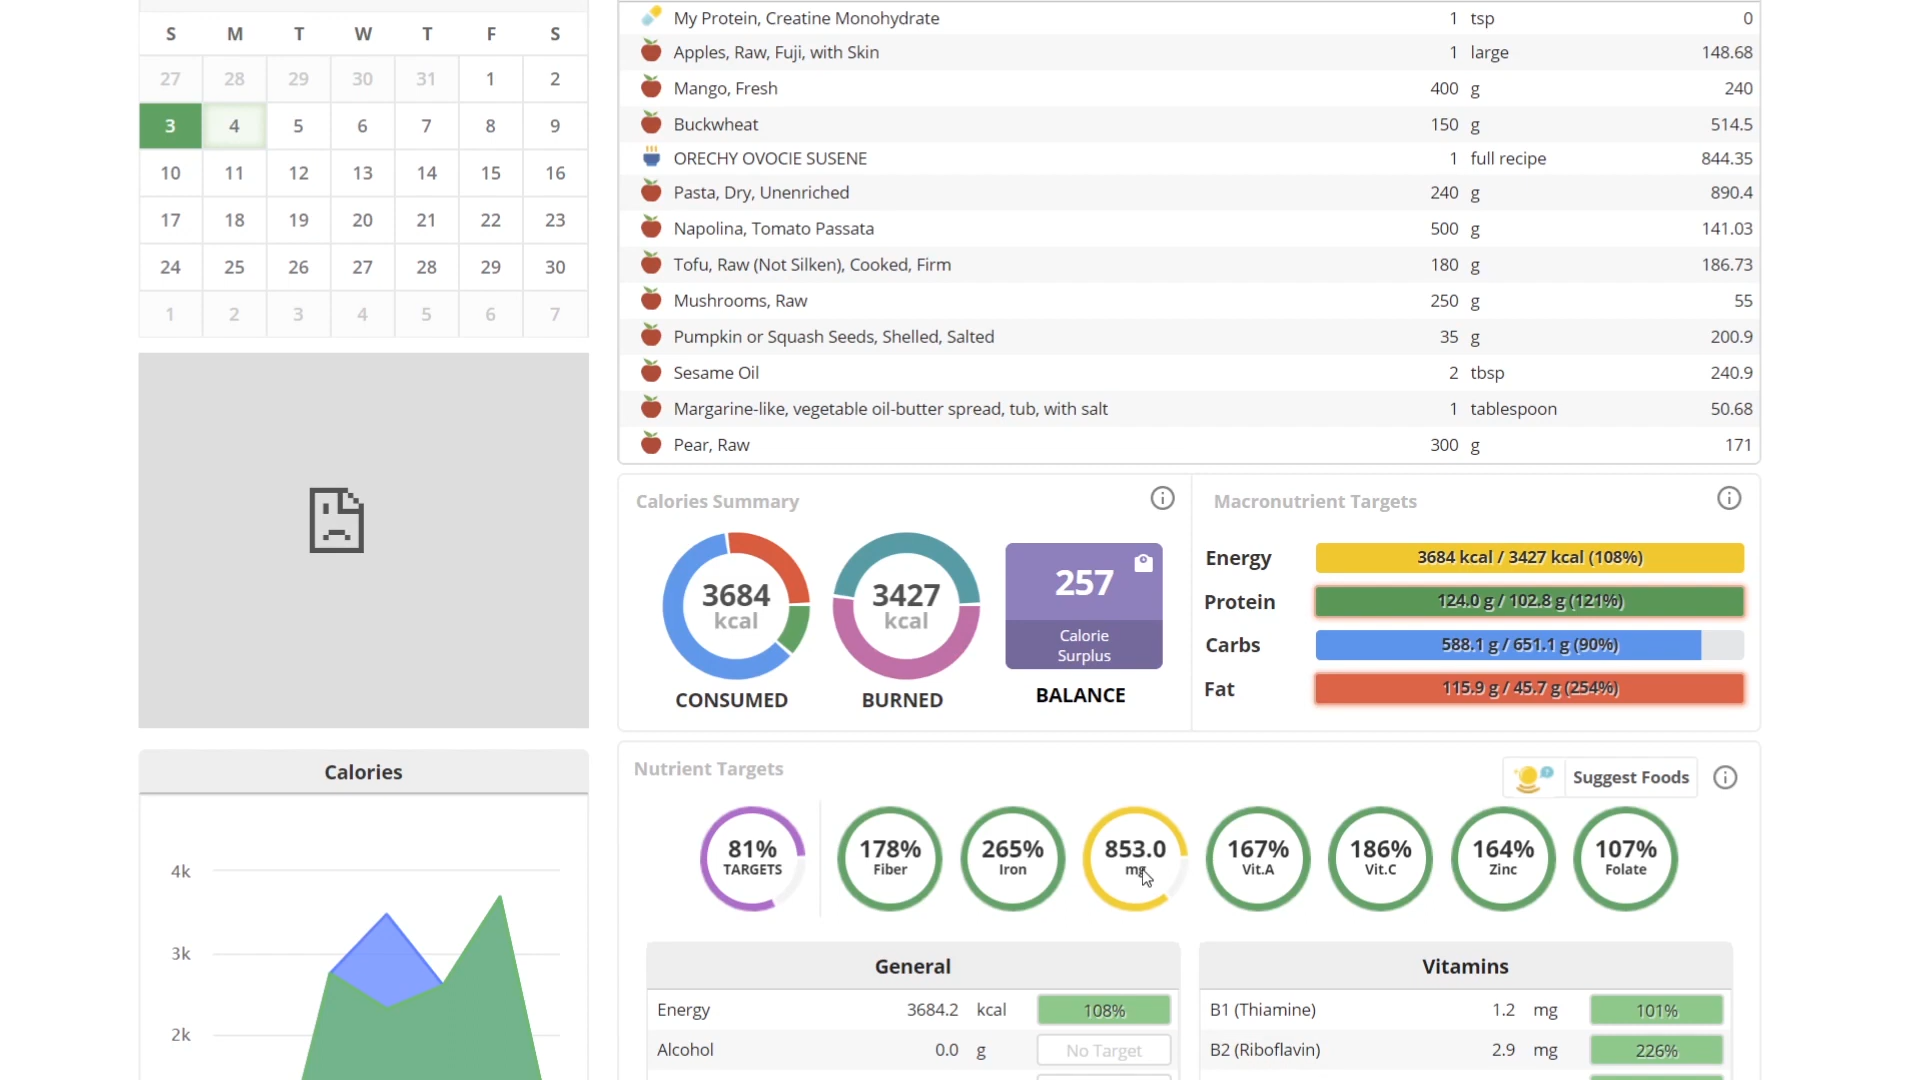 S M T W T F S
27 28 29 30 31 1 2
3 4 5 6 7 8 9
10 11 12 13 14 15 16
17 18 19 20 21 22 23
24 25 26 27 28 29 30
1 2 3 4 5 6 7
Calories
4k
3k
2k
My Protein, Creatine Monohydrate 1 tsp 0
Apples, Raw, Fuji, with Skin 1 large 148.68
Mango, Fresh 400 g 240
Buckwheat 150 g 514.5
ORECHY OVOCIE SUSENE 1 full recipe 844.35
Pasta, Dry, Unenriched 240 g 890.4
Napolina, Tomato Passata 500 g 141.03
Tofu, Raw (Not Silken), Cooked, Firm 180 g 186.73
Mushrooms, Raw 250 g 55
Pumpkin or Squash Seeds, Shelled, Salted 35 g 200.9
Sesame Oil 2 tbsp 240.9
Margarine-like, vegetable oil-butter spread, tub, with salt 1 tablespoon 50.68
Pear, Raw 300 g 171
Calories Summary
3684 kcal
CONSUMED
3427 kcal
BURNED
257
Calorie
Surplus
BALANCE
Macronutrient Targets
Energy 3684 kcal / 3427 kcal (108%)
Protein 124.0 g / 102.8 g (121%)
Carbs 588.1 g / 651.1 g (90%)
Fat 115.9 g / 45.7 g (254%)
Nutrient Targets
Suggest Foods
81% TARGETS
178% Fiber
265% Iron
853.0 mg
167% Vit.A
186% Vit.C
164% Zinc
107% Folate
General
Energy 3684.2 kcal 108%
Alcohol 0.0 g No Target
Vitamins
B1 (Thiamine) 1.2 mg 101%
B2 (Riboflavin) 2.9 mg 226%